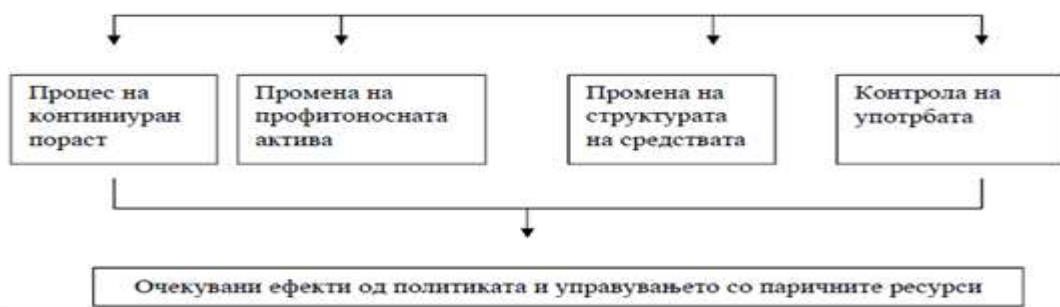 Процес на
континиуран
пораст
Промена на
профитоносната
актива
Промена на
структурата
на средствата
Контрола на
употрбата
Очекувани ефекти од политиката и управувањето со паричните ресурси